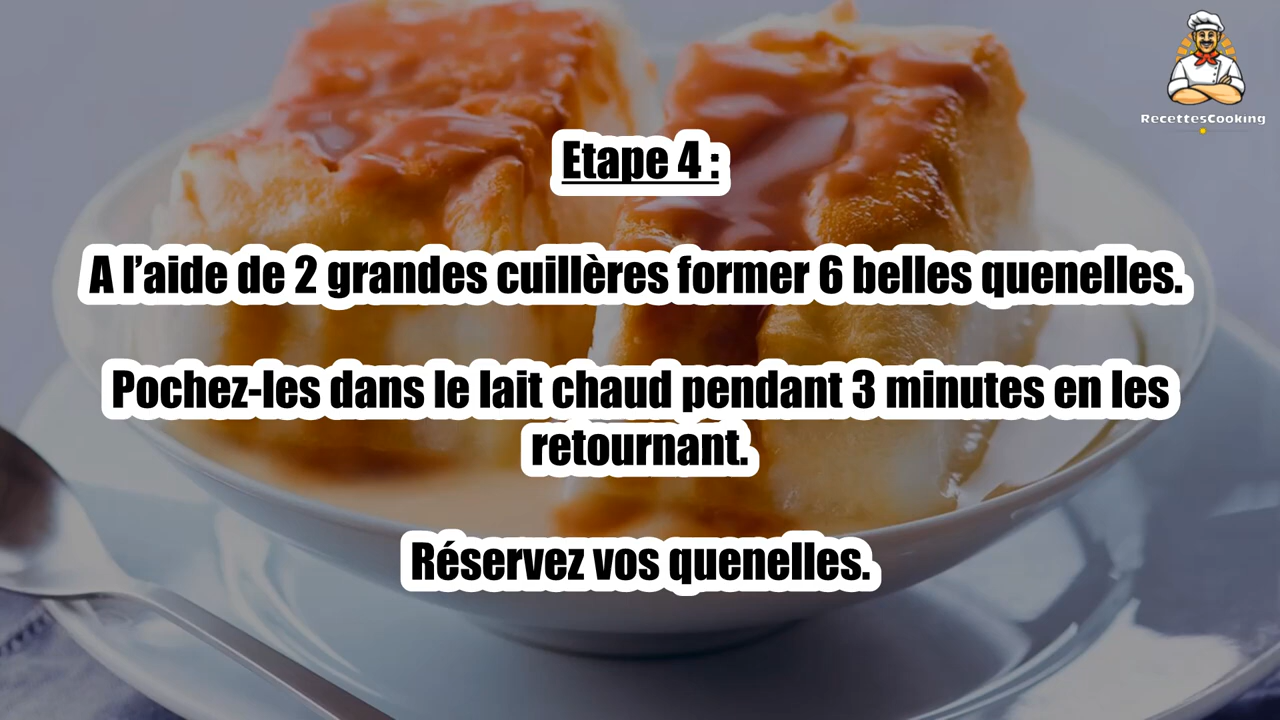 RecettesCooking
Etape 4 :
A l’aide de 2 grandes cuillères former 6 belles quenelles.
Pochez-les dans le lait chaud pendant 3 minutes en les
retournant.
Réservez vos quenelles.